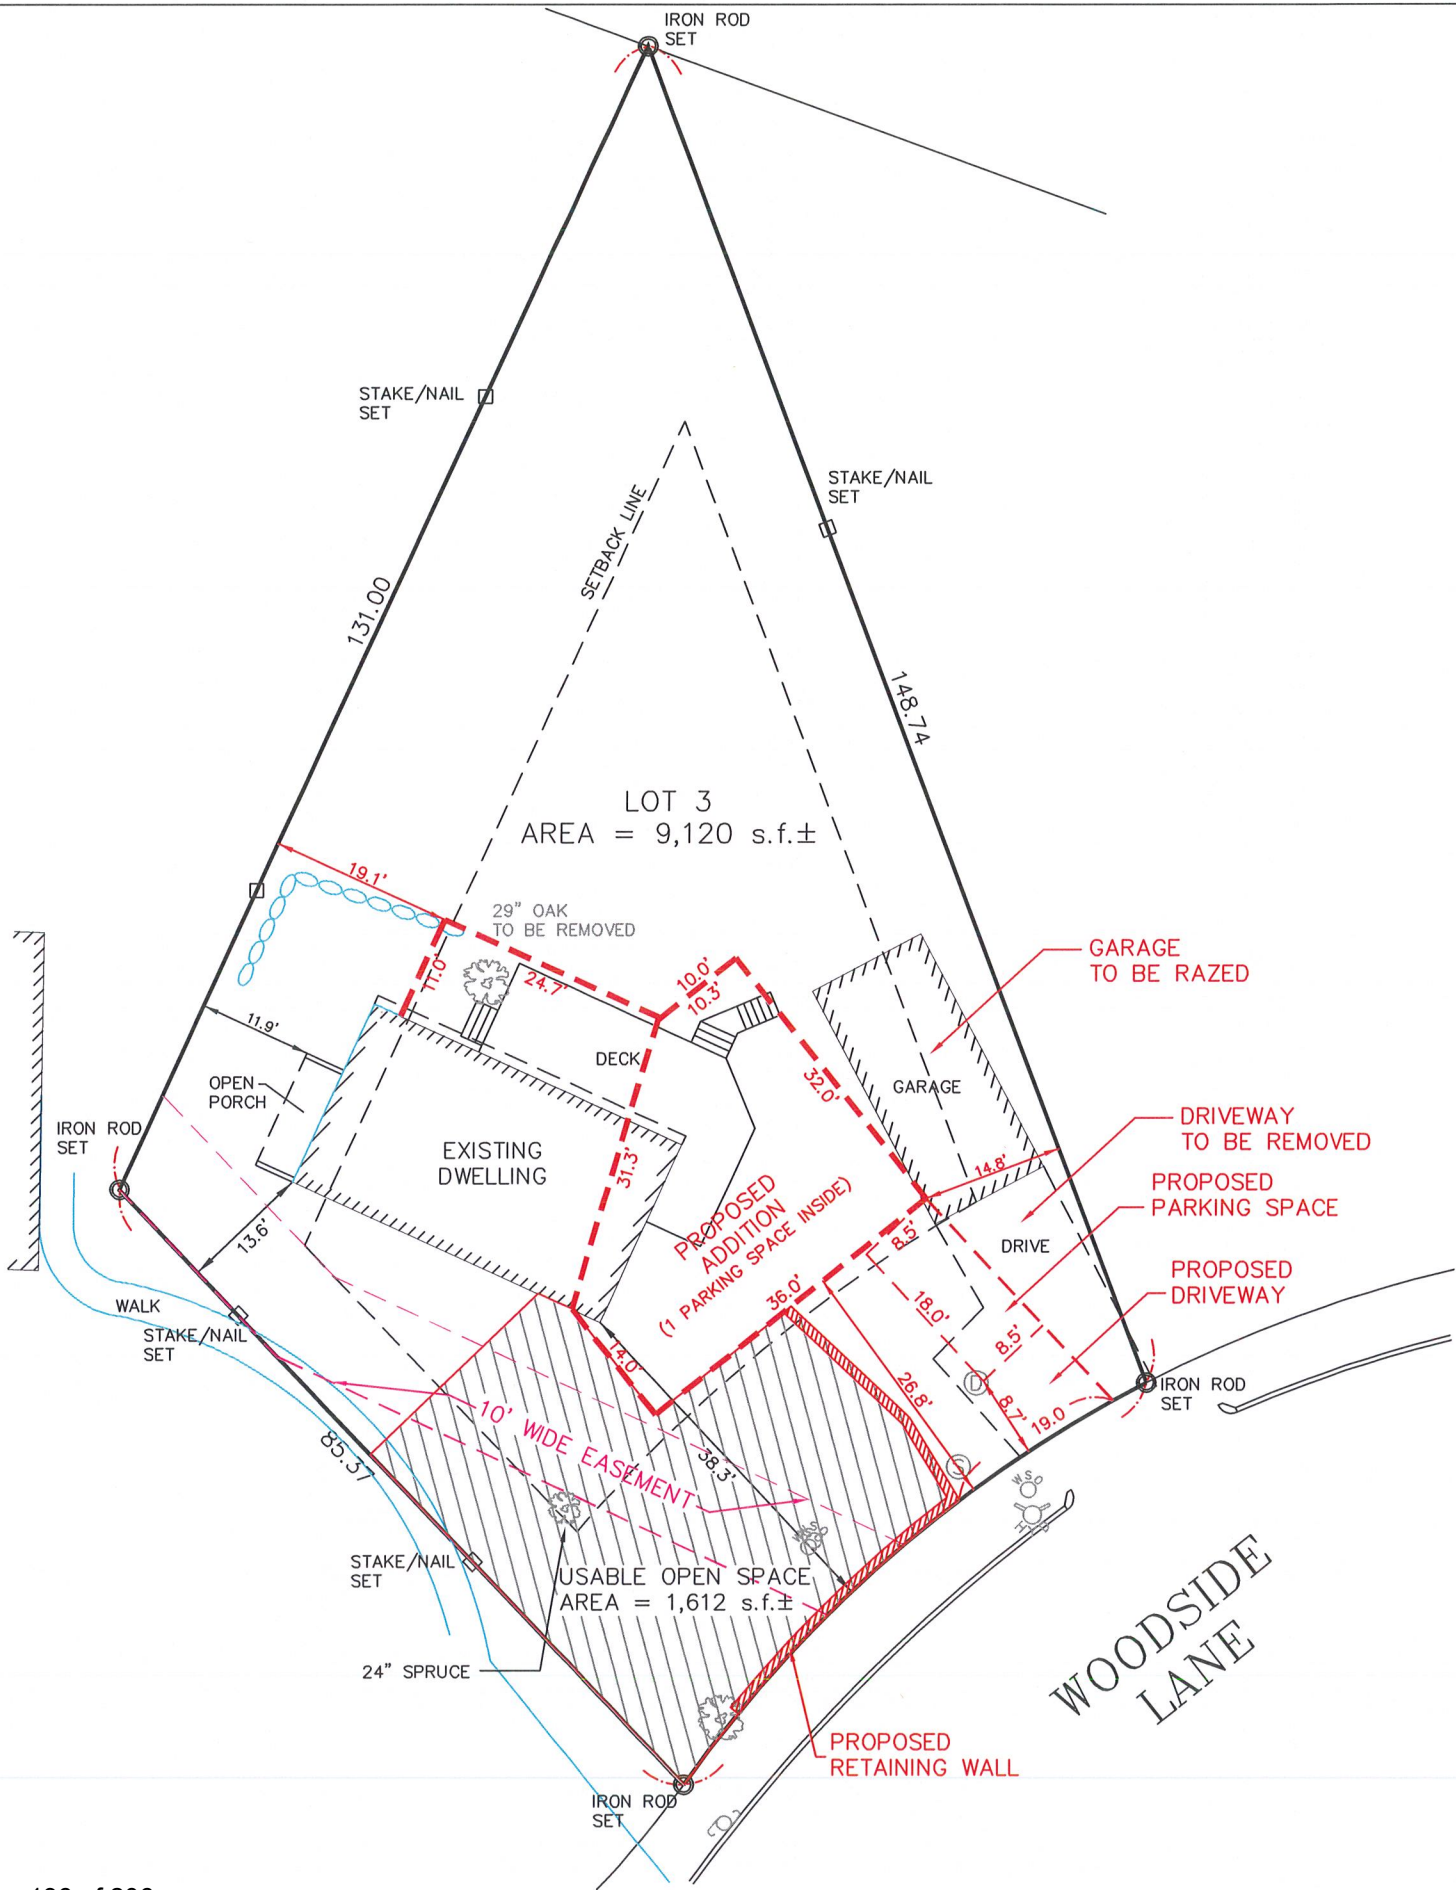 IRON ROD
SET
STAKE/NAIL
SET
STAKE/NAIL
SET
SETBACK LINE
131.00
148.74
LOT 3
AREA = 9,120 s.f.±
19.1'
29" OAK
TO BE REMOVED
11.0'
24.7'
10.0'
10.3'
GARAGE
TO BE RAZED
11.9'
DECK
32.0'
GARAGE
OPEN
PORCH
IRON ROD
SET
EXISTING
DWELLING
31.3'
14.8'
DRIVEWAY
TO BE REMOVED
PROPOSED
PARKING SPACE
PROPOSED
ADDITION
(1 PARKING SPACE INSIDE)
8.5'
DRIVE
13.6'
PROPOSED
DRIVEWAY
36.0'
18.0'
8.5'
WALK
STAKE/NAIL
SET
14.0'
26.8'
D
8.7'
19.0
IRON ROD
SET
10' WIDE EASEMENT
85.37
38.3'
S
WSO
WSO
H
STAKE/NAIL
SET
USABLE OPEN SPACE
AREA = 1,612 s.f.±
24" SPRUCE
WOODSIDE
LANE
PROPOSED
RETAINING WALL
IRON ROD
SET